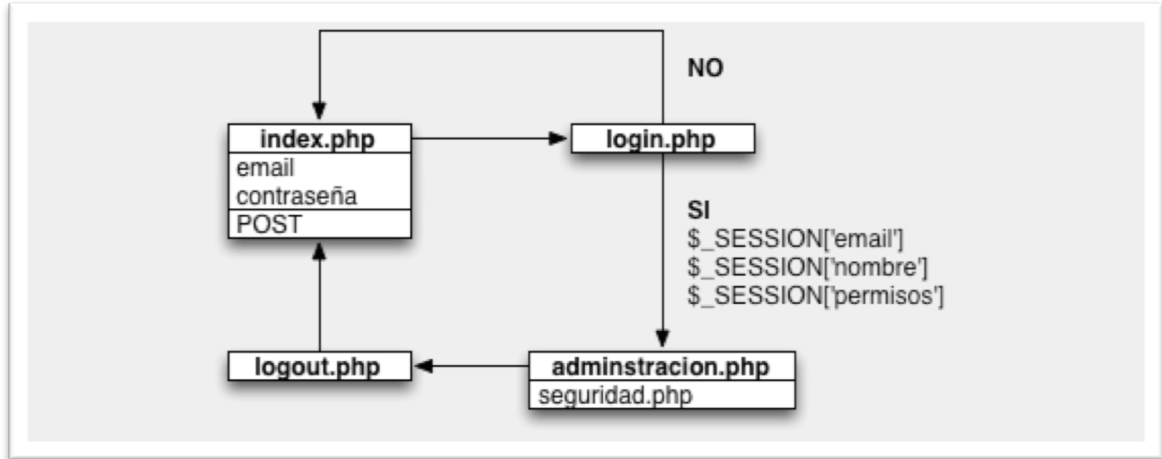 NO
index.php
login.php
email
contraseña
POST
SI
$_SESSION['email']
$_SESSION['nombre']
$_SESSION['permisos']
logout.php
adminstracion.php
seguridad.php